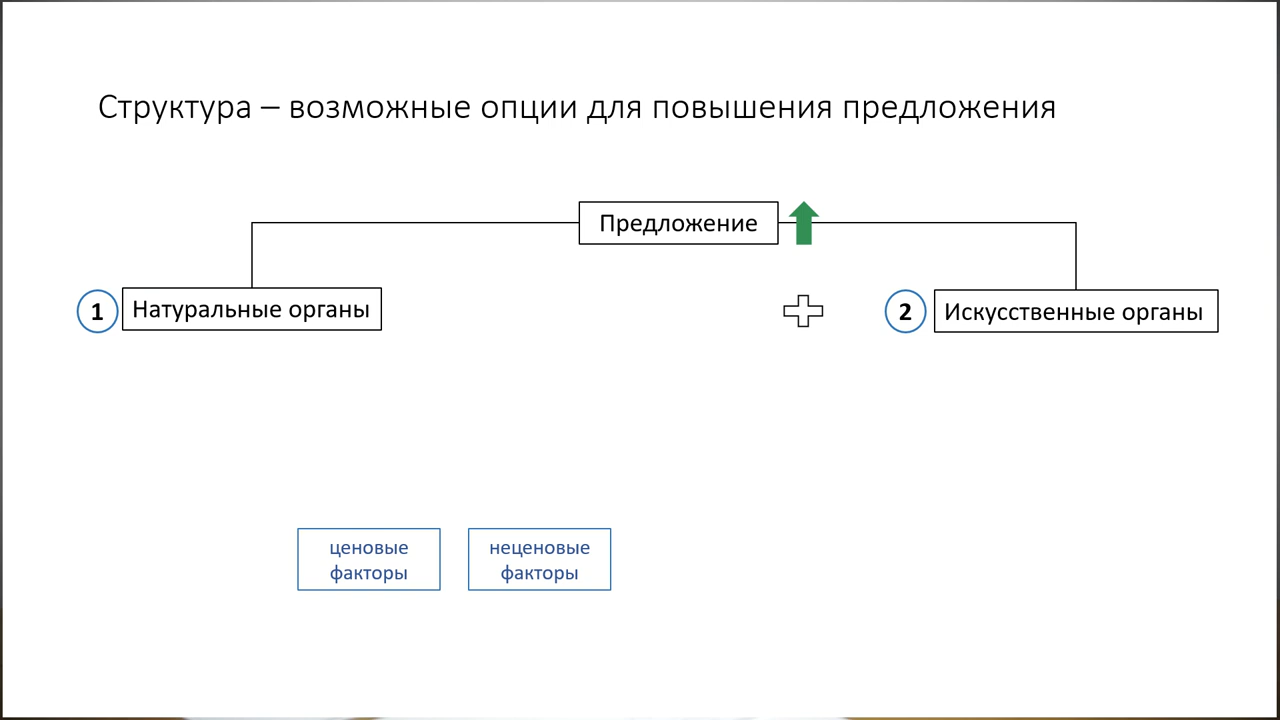 Структура – возможные опции для повышения предложения
Предложение
1 Натуральные органы
2 Искусственные органы
ценовые
факторы
неценовые
факторы